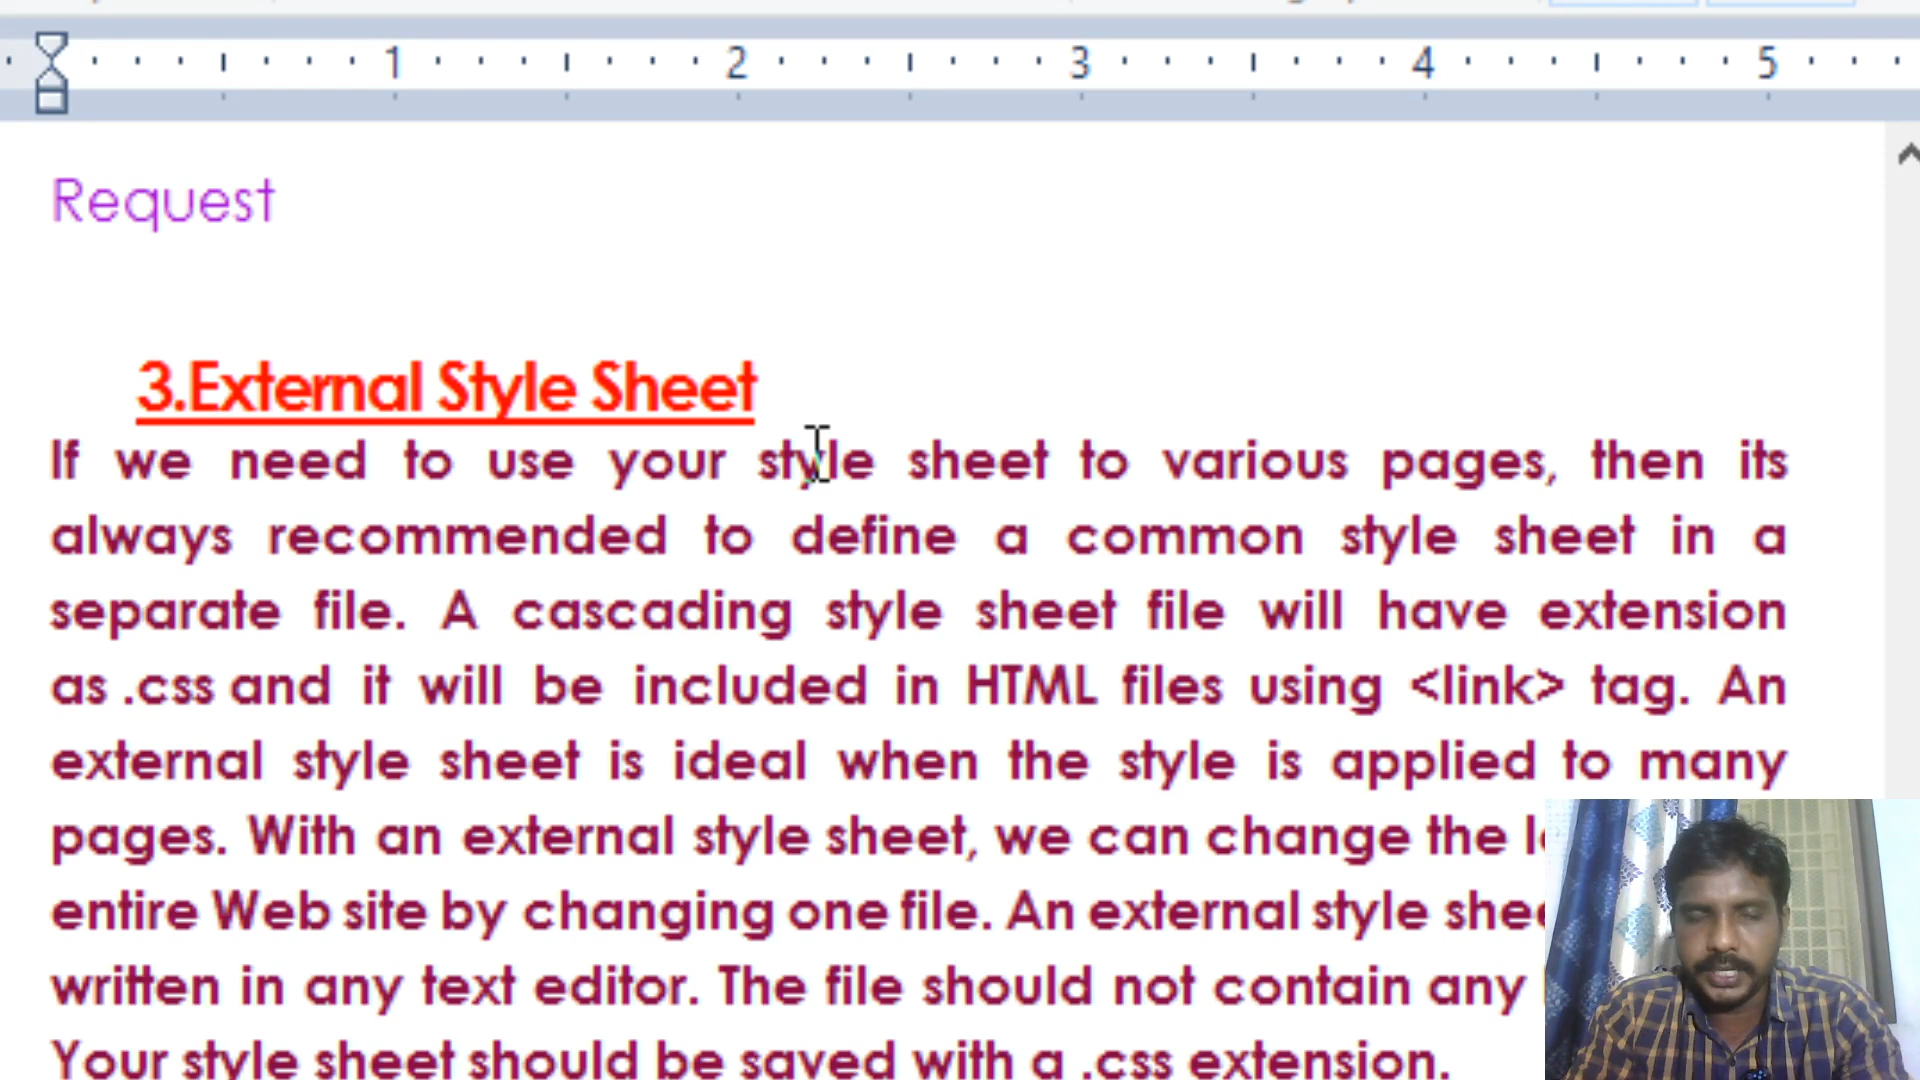 1 2 3 4 5
Request
3.External Style Sheet
If we need to use your style sheet to various pages, then its
always recommended to define a common style sheet in a
separate file. A cascading style sheet file will have extension
as .css and it will be included in HTML files using <link> tag. An
external style sheet is ideal when the style is applied to many
pages. With an external style sheet, we can change the
entire Web site by changing one file. An external style
written in any text editor. The file should not contain any
Your style sheet should be saved with a .css extension.